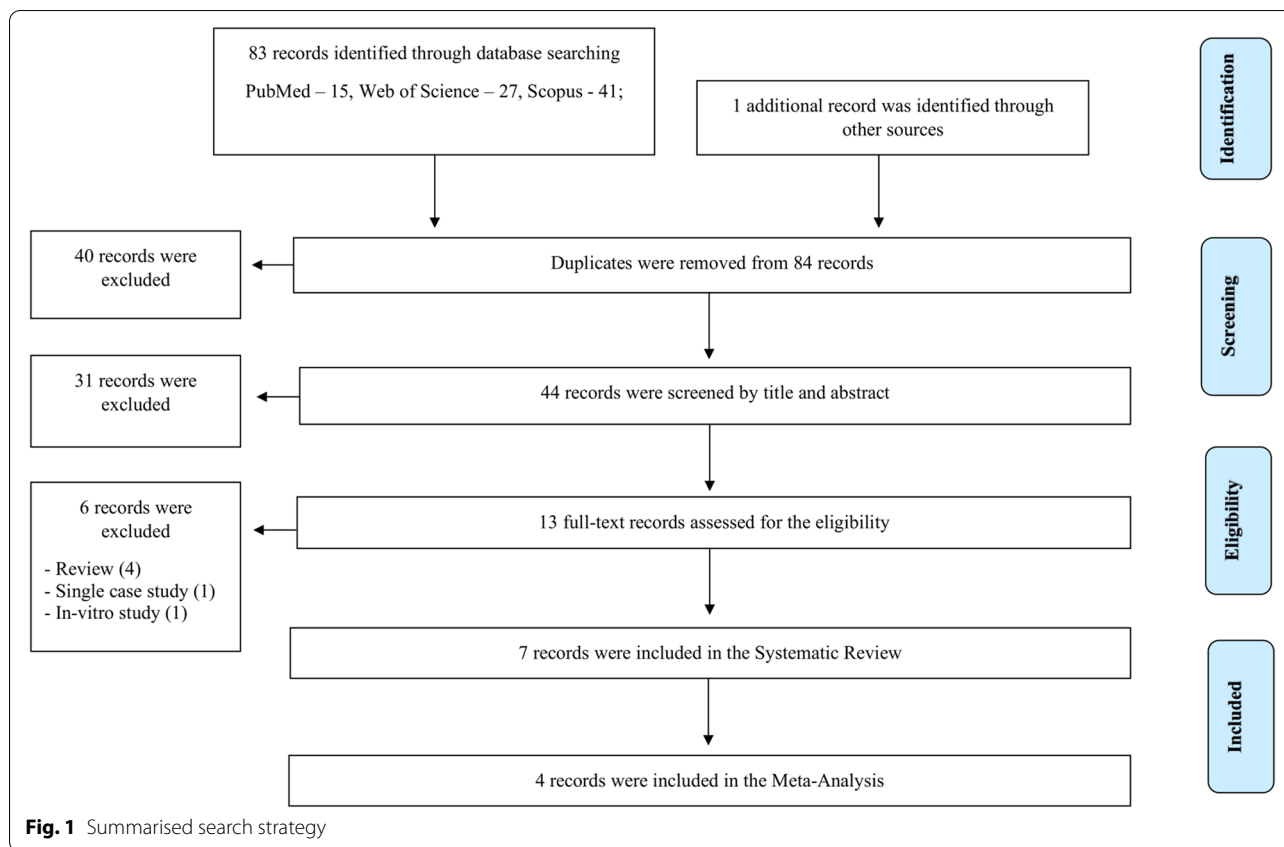 83 records identified through database searching
PubMed – 15, Web of Science – 27, Scopus - 41;
1 additional record was identified through
other sources
Identification
40 records were
excluded
Duplicates were removed from 84 records
Screening
31 records were
excluded
44 records were screened by title and abstract
6 records were
excluded
- Review (4)
- Single case study (1)
- In-vitro study (1)
13 full-text records assessed for the eligibility
Eligibility
7 records were included in the Systematic Review
Included
4 records were included in the Meta-Analysis
Fig. 1 Summarised search strategy